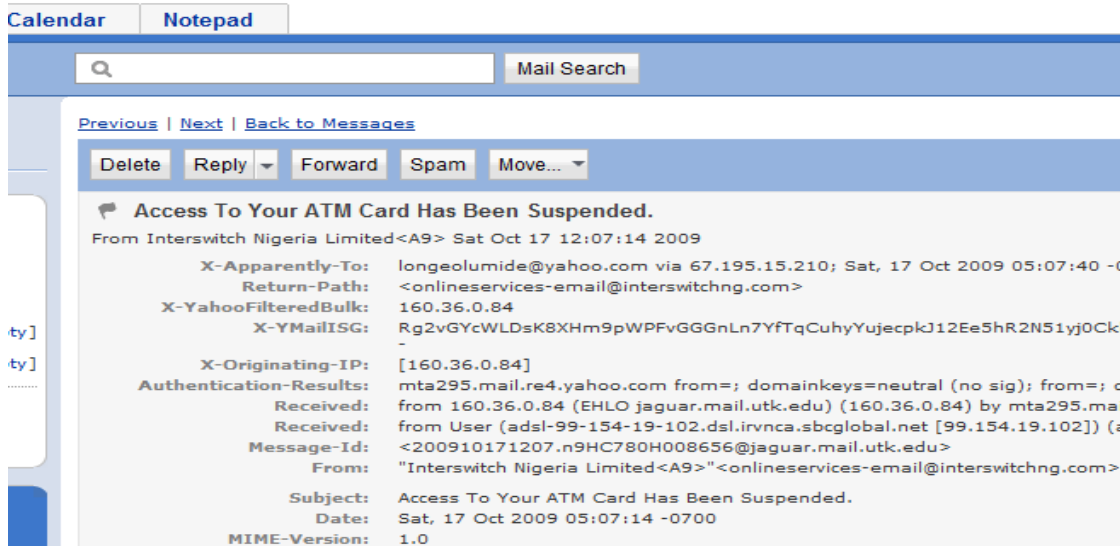 Calendar Notepad
Mail Search
Previous | Next | Back to Messages
Delete Reply Forward Spam Move...
Access To Your ATM Card Has Been Suspended.
From Interswitch Nigeria Limited<A9> Sat Oct 17 12:07:14 2009
X-Apparently-To: longeolumide@yahoo.com via 67.195.15.210; Sat, 17 Oct 2009 05:07:40 -0
Return-Path: <onlineservices-email@interswitchng.com>
X-YahooFilteredBulk: 160.36.0.84
ty] X-YMailISG: Rg2vGYcWLDsK8XHm9pWPFvGGGnLn7YfTqCuhyYujecpkJ12Ee5hR2N51yj0Ck
-
ty] X-Originating-IP: [160.36.0.84]
Authentication-Results: mta295.mail.re4.yahoo.com from=; domainkeys=neutral (no sig); from=;
Received: from 160.36.0.84 (EHLO jaguar.mail.utk.edu) (160.36.0.84) by mta295.ma
Received: from User (adsl-99-154-19-102.dsl.irvnca.sbcglobal.net [99.154.19.102]) (
Message-Id: <200910171207.n9HC780H008656@jaguar.mail.utk.edu>
From: "Interswitch Nigeria Limited<A9>"<onlineservices-email@interswitchng.com>
Subject: Access To Your ATM Card Has Been Suspended.
Date: Sat, 17 Oct 2009 05:07:14 -0700
MIME-Version: 1.0